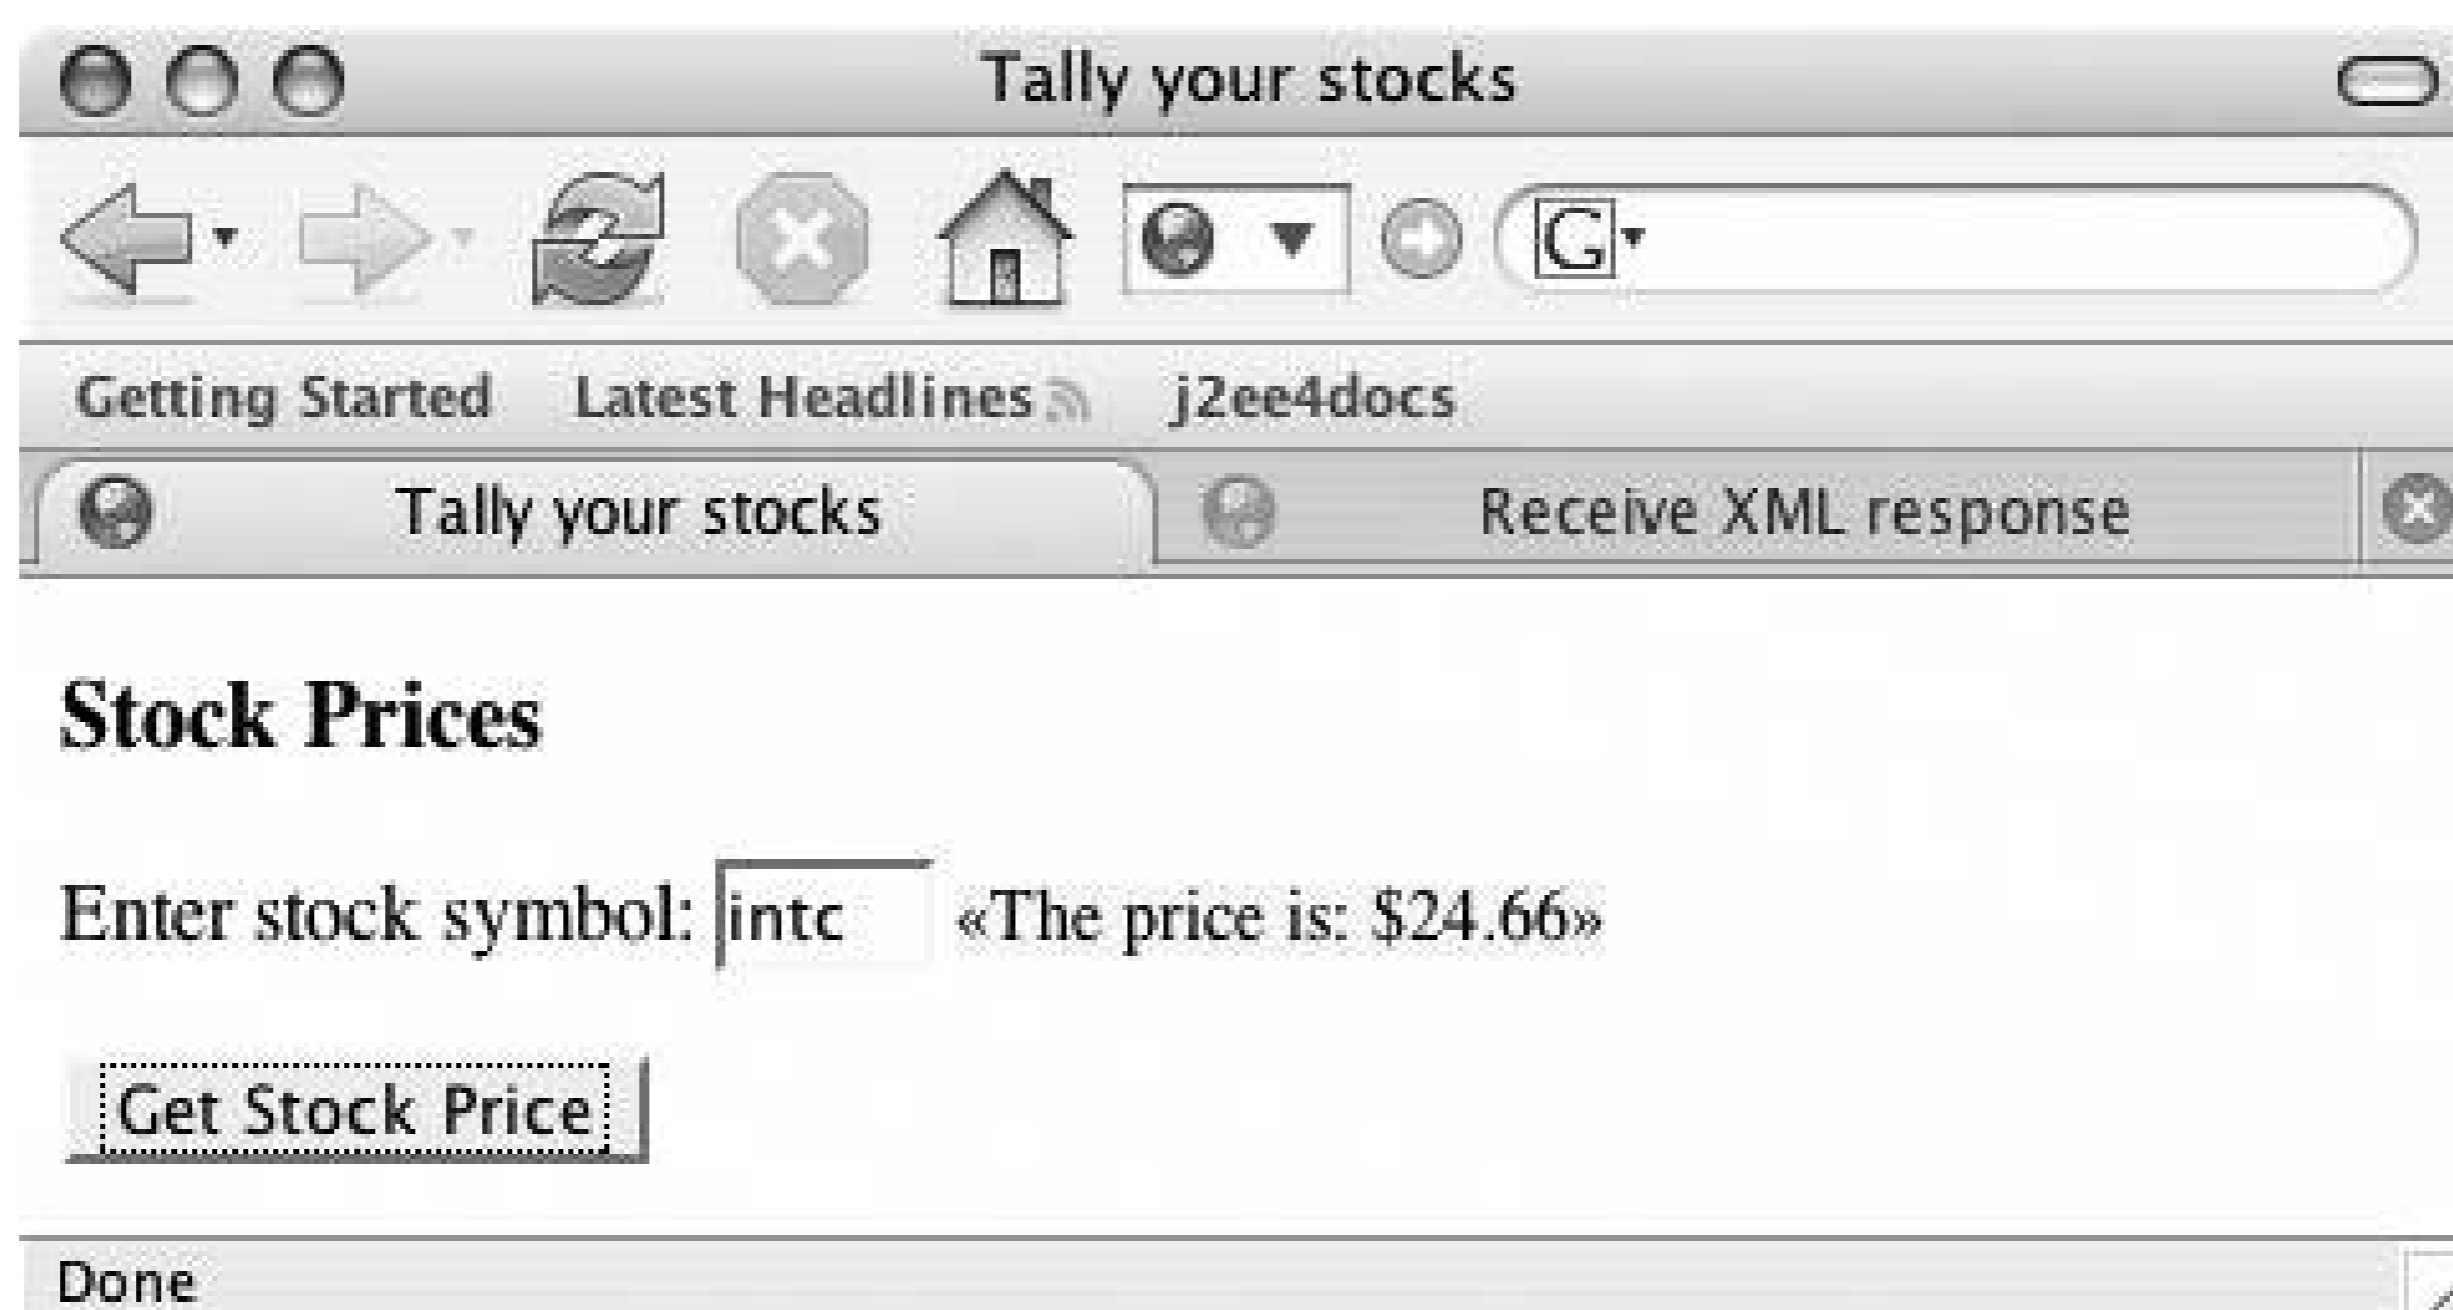 Tally your stocks
G
Getting Started Latest Headlines j2ee4docs
Tally your stocks Receive XML response
Stock Prices
Enter stock symbol: intc «The price is: $24.66»
Get Stock Price
Done